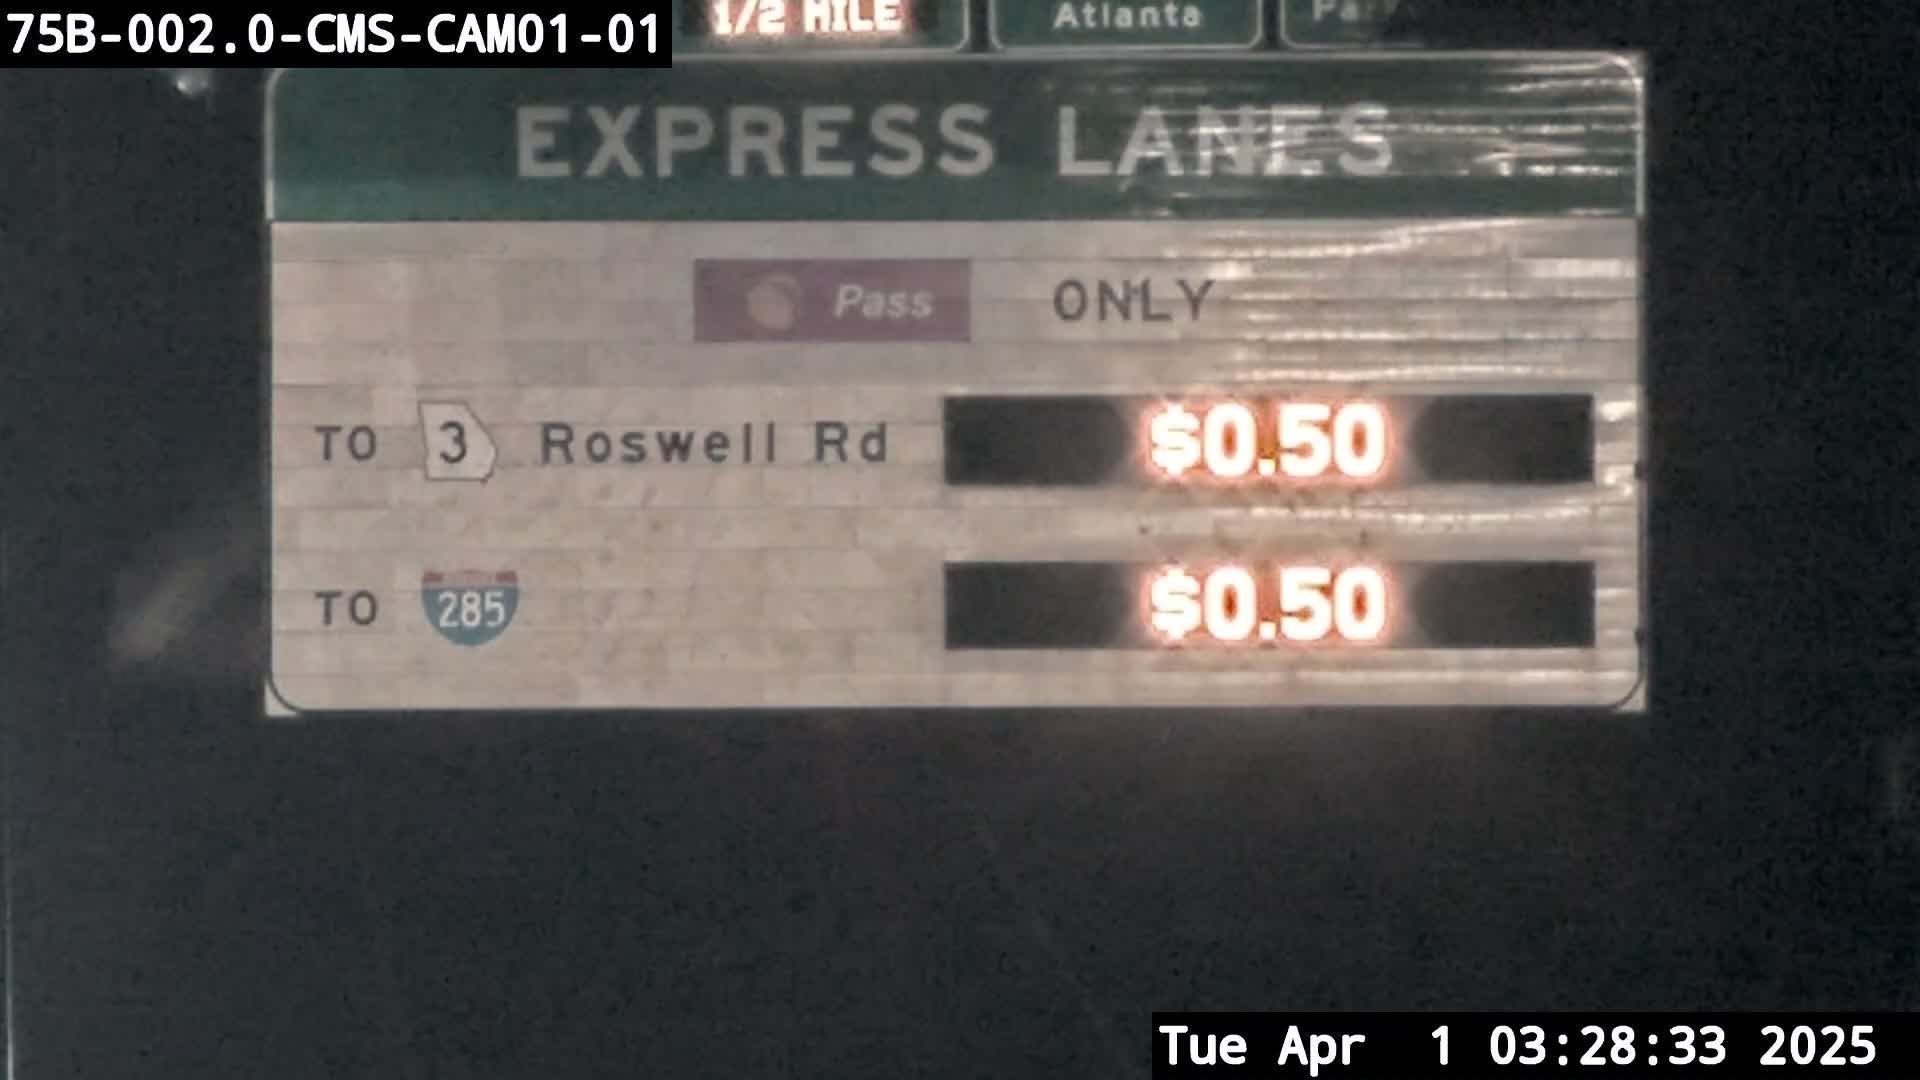 75B-002.0-CMS-CAM01-01
1/2 MILE
Atlanta
EXPRESS LANES
Pass ONLY
TO 3 Roswell Rd $0.50
TO 285 $0.50
Tue Apr 1 03:28:33 2025